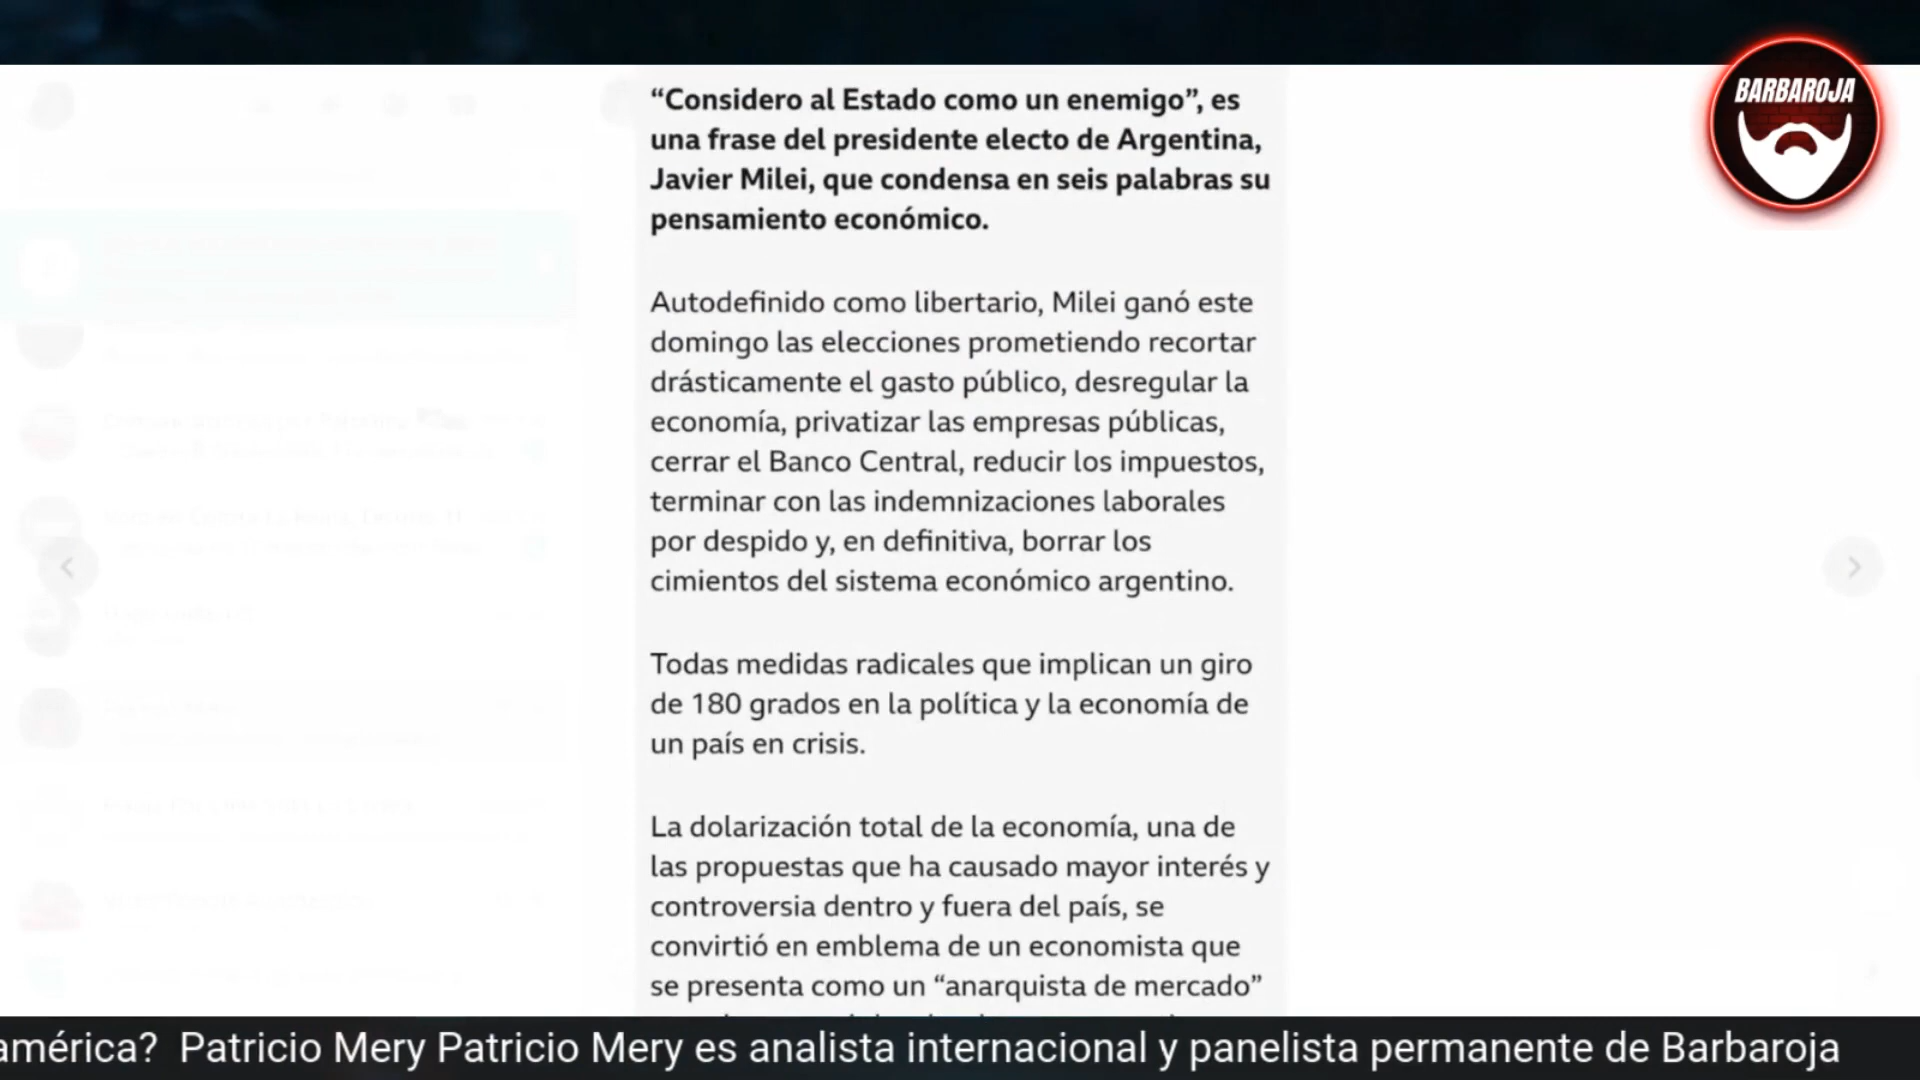 BARBAROJA
“Considero al Estado como un enemigo”, es
una frase del presidente electo de Argentina,
Javier Milei, que condensa en seis palabras su
pensamiento económico.
Autodefinido como libertario, Milei ganó este
domingo las elecciones prometiendo recortar
drásticamente el gasto público, desregular la
economía, privatizar las empresas públicas,
cerrar el Banco Central, reducir los impuestos,
terminar con las indemnizaciones laborales
por despido y, en definitiva, borrar los
cimientos del sistema económico argentino.
Todas medidas radicales que implican un giro
de 180 grados en la política y la economía de
un país en crisis.
La dolarización total de la economía, una de
las propuestas que ha causado mayor interés y
controversia dentro y fuera del país, se
convirtió en emblema de un economista que
se presenta como un “anarquista de mercado”
américa? Patricio Mery Patricio Mery es analista internacional y panelista permanente de Barbaroja